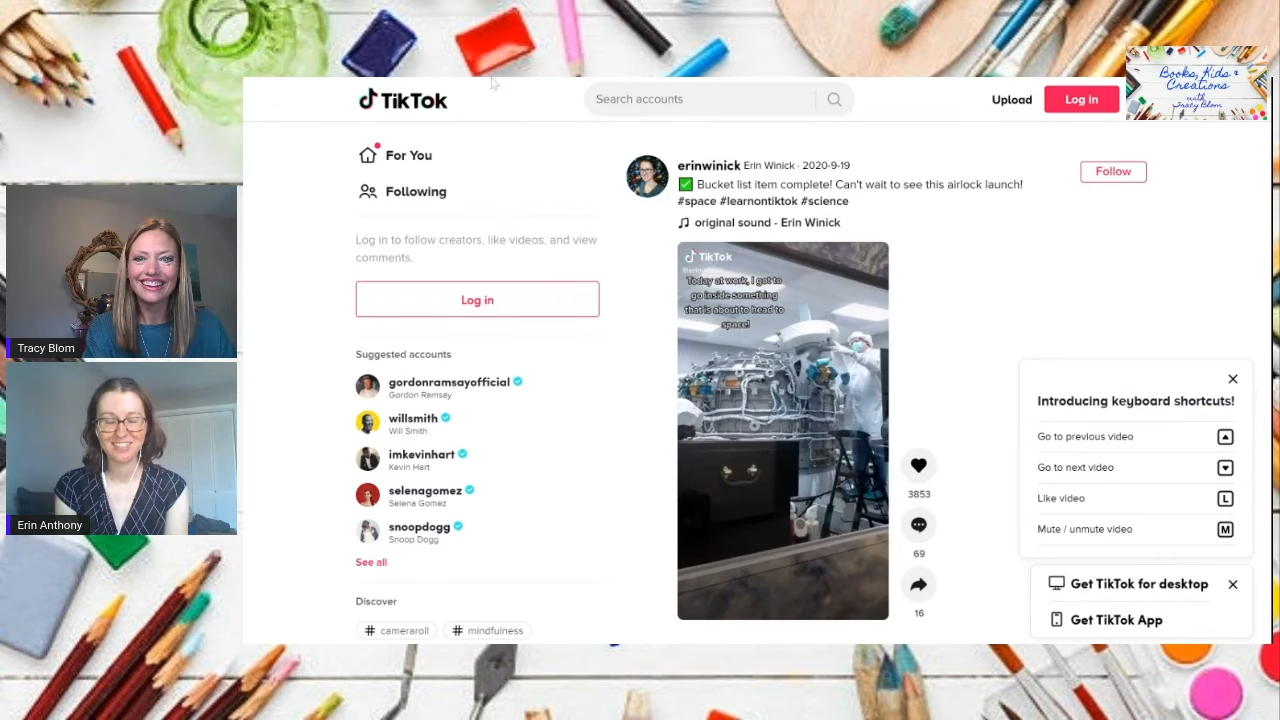 TikTok
Search accounts
Upload
Log in
Books, Kids &
Creations
with
Tracy Blom
For You
Following
Log in to follow creators, like videos, and view
comments.
Log in
Suggested accounts
gordonramsayofficial
Gordon Ramsay
willsmith
Will Smith
imkevinhart
Kevin Hart
selenagomez
Selena Gomez
snoopdogg
Snoop Dogg
See all
Discover
# cameraroll
# mindfulness
erinwinick Erin Winick · 2020-9-19
Follow
✅ Bucket list item complete! Can't wait to see this airlock launch!
#space #learnontiktok #science
original sound - Erin Winick
TikTok
Today at work, I got to
go inside something
that is about to head to
space!
3853
69
16
Introducing keyboard shortcuts!
Go to previous video
Go to next video
Like video L
Mute / unmute video M
Get TikTok for desktop
Get TikTok App
Tracy Blom
Erin Anthony